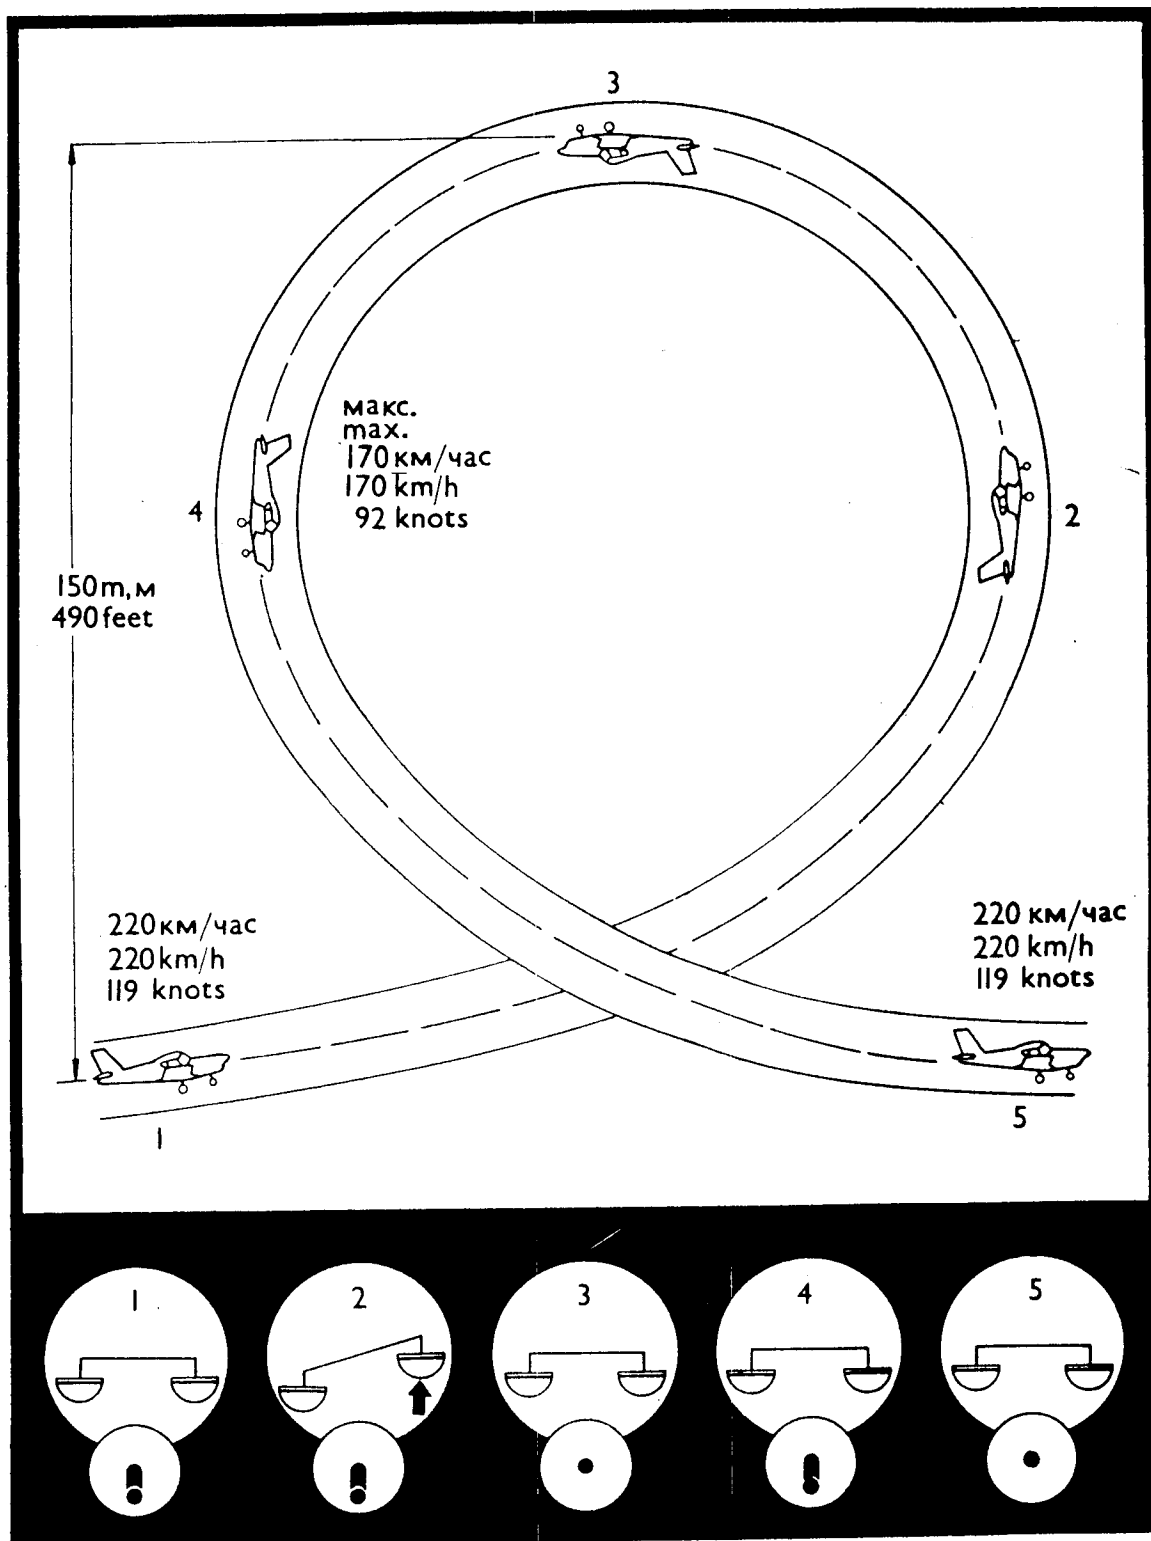 3
макс.
max.
170 км/час
170 km/h
92 knots
4
2
150m, м
490 feet
220 км/час
220 km/h
119 knots
220 км/час
220 km/h
119 knots
1
5
1
2
3
4
5